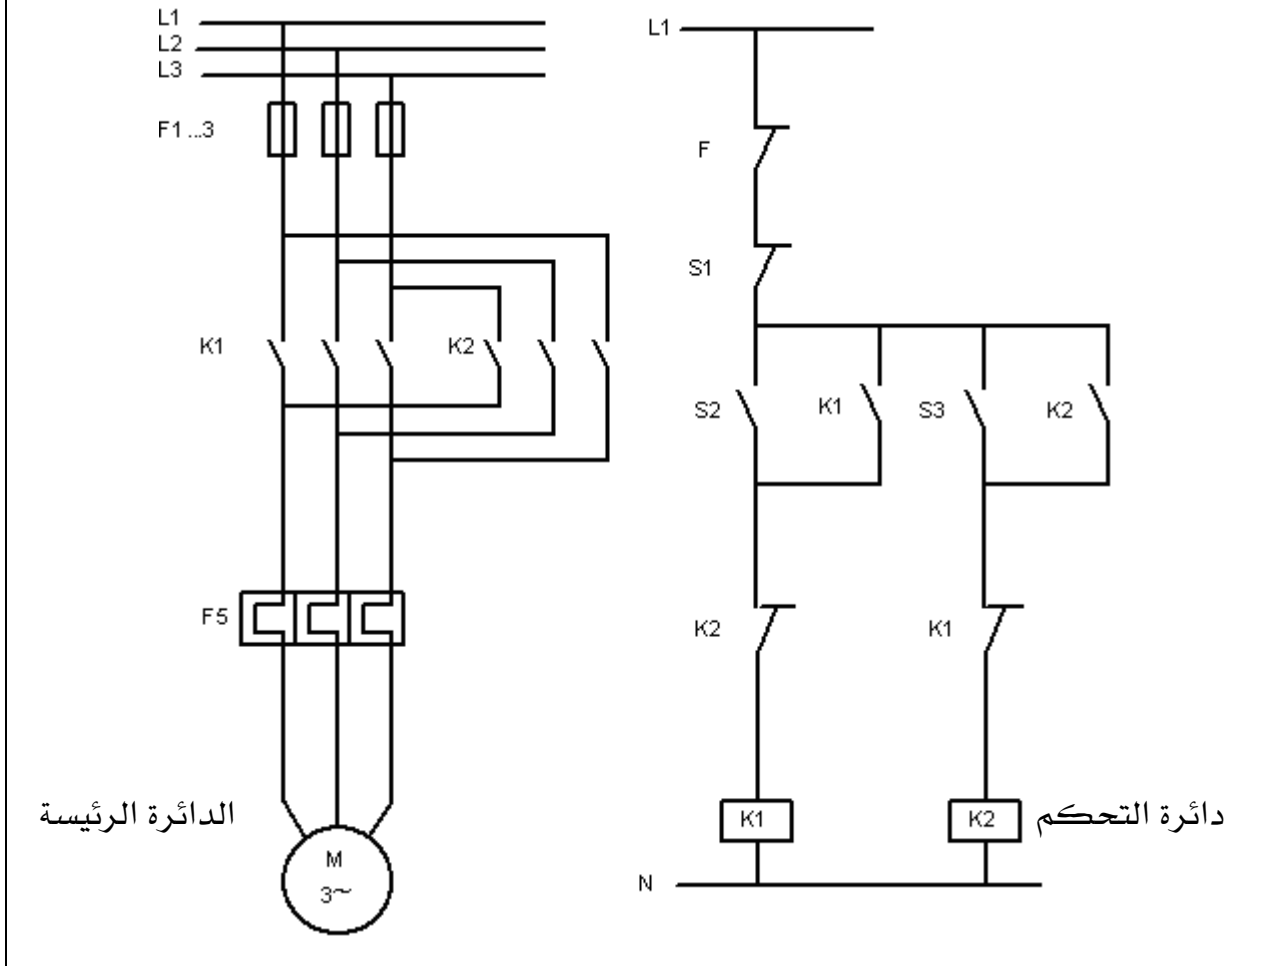 L1
L2
L3
F1 ...3
K1
K2
F5
M
3~
الدائرة الرئيسة
L1
F
S1
S2
K1
S3
K2
K2
K1
K1
K2
دائرة التحكم
N